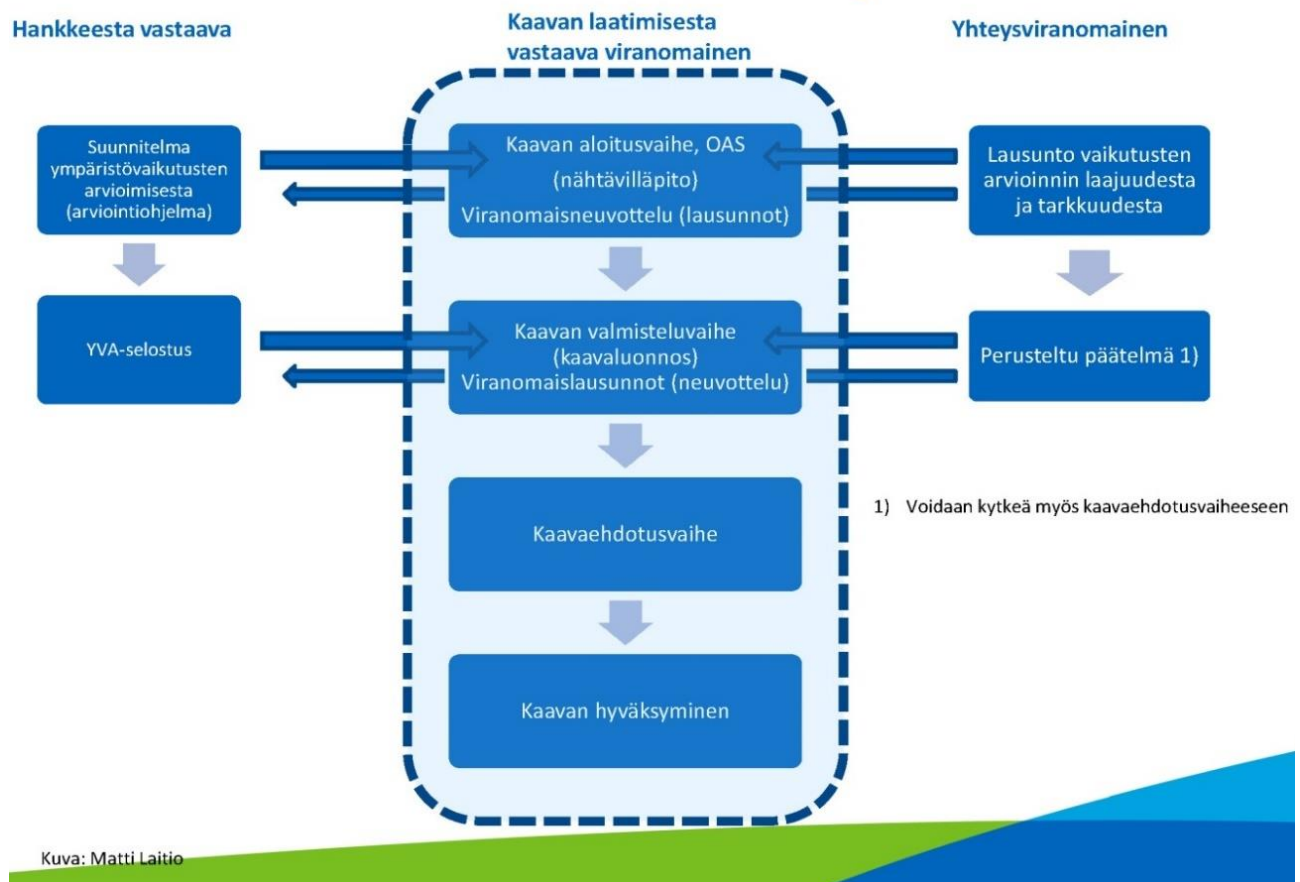 Hankkeesta vastaava
Kaavan laatimisesta
vastaava viranomainen
Yhteysviranomainen
Suunnitelma
ympäristövaikutusten
arvioimisesta
(arviointiohjelma)
Kaavan aloitusvaihe, OAS
(nähtävilläpito)
Viranomaisneuvottelu (lausunnot)
Lausunto vaikutusten
arvioinnin laajuudesta
ja tarkkuudesta
YVA-selostus
Kaavan valmisteluvaihe
(kaavaluonnos)
Viranomaislausunnot (neuvottelu)
Perusteltu päätelmä 1)
Kaavaehdotusvaihe
1) Voidaan kytkeä myös kaavaehdotusvaiheeseen
Kaavan hyväksyminen
Kuva: Matti Laitio